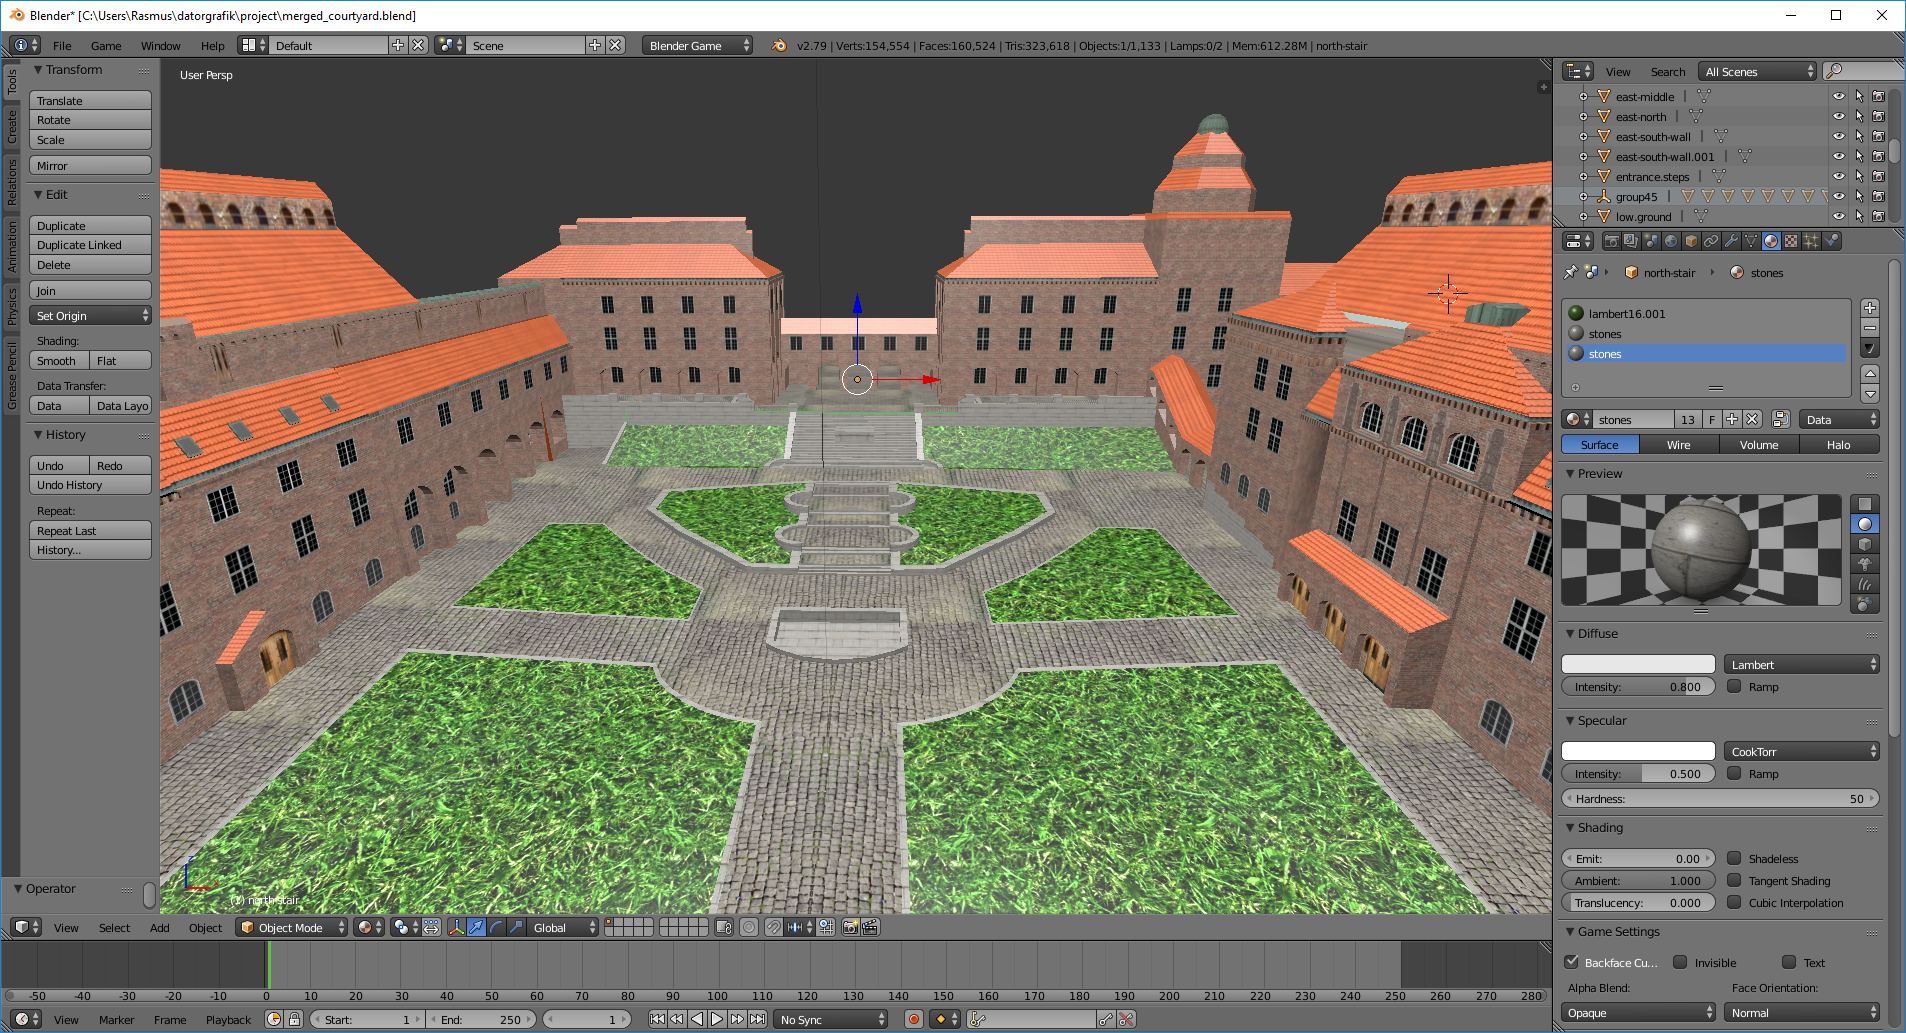 Blender* [C:\Users\Rasmus\datorgrafik\project\merged_courtyard.blend]
File Game Window Help Default Scene Blender Game v2.79 | Verts:154,554 | Faces:160,524 | Tris:323,618 | Objects:1/1,133 | Lamps:0/2 | Mem:612.28M | north-stair
Tools
Create
Relations
Animation
Physics
Grease Pencil
Transform
Translate
Rotate
Scale
Mirror
Edit
Duplicate
Duplicate Linked
Delete
Join
Set Origin
Shading:
Smooth Flat
Data Transfer:
Data Data Layo
History
Undo Redo
Undo History
Repeat:
Repeat Last
History...
Operator
User Persp
(1) north-stair
View Search All Scenes
east-middle
east-north
east-south-wall
east-south-wall.001
entrance.steps
group45
low.ground
north-stair stones
lambert16.001
stones
stones
stones 13 F Data
Surface Wire Volume Halo
Preview
Diffuse
Lambert
Intensity: 0.800 Ramp
Specular
CookTorr
Intensity: 0.500 Ramp
Hardness: 50
Shading
Emit: 0.00 Shadeless
Ambient: 1.000 Tangent Shading
Translucency: 0.000 Cubic Interpolation
Game Settings
Backface Cu... Invisible Text
Alpha Blend: Face Orientation:
Opaque Normal
View Select Add Object Object Mode Global
-50 -40 -30 -20 -10 0 10 20 30 40 50 60 70 80 90 100 110 120 130 140 150 160 170 180 190 200 210 220 230 240 250 260 270 280
View Marker Frame Playback Start: 1 End: 250 1 No Sync